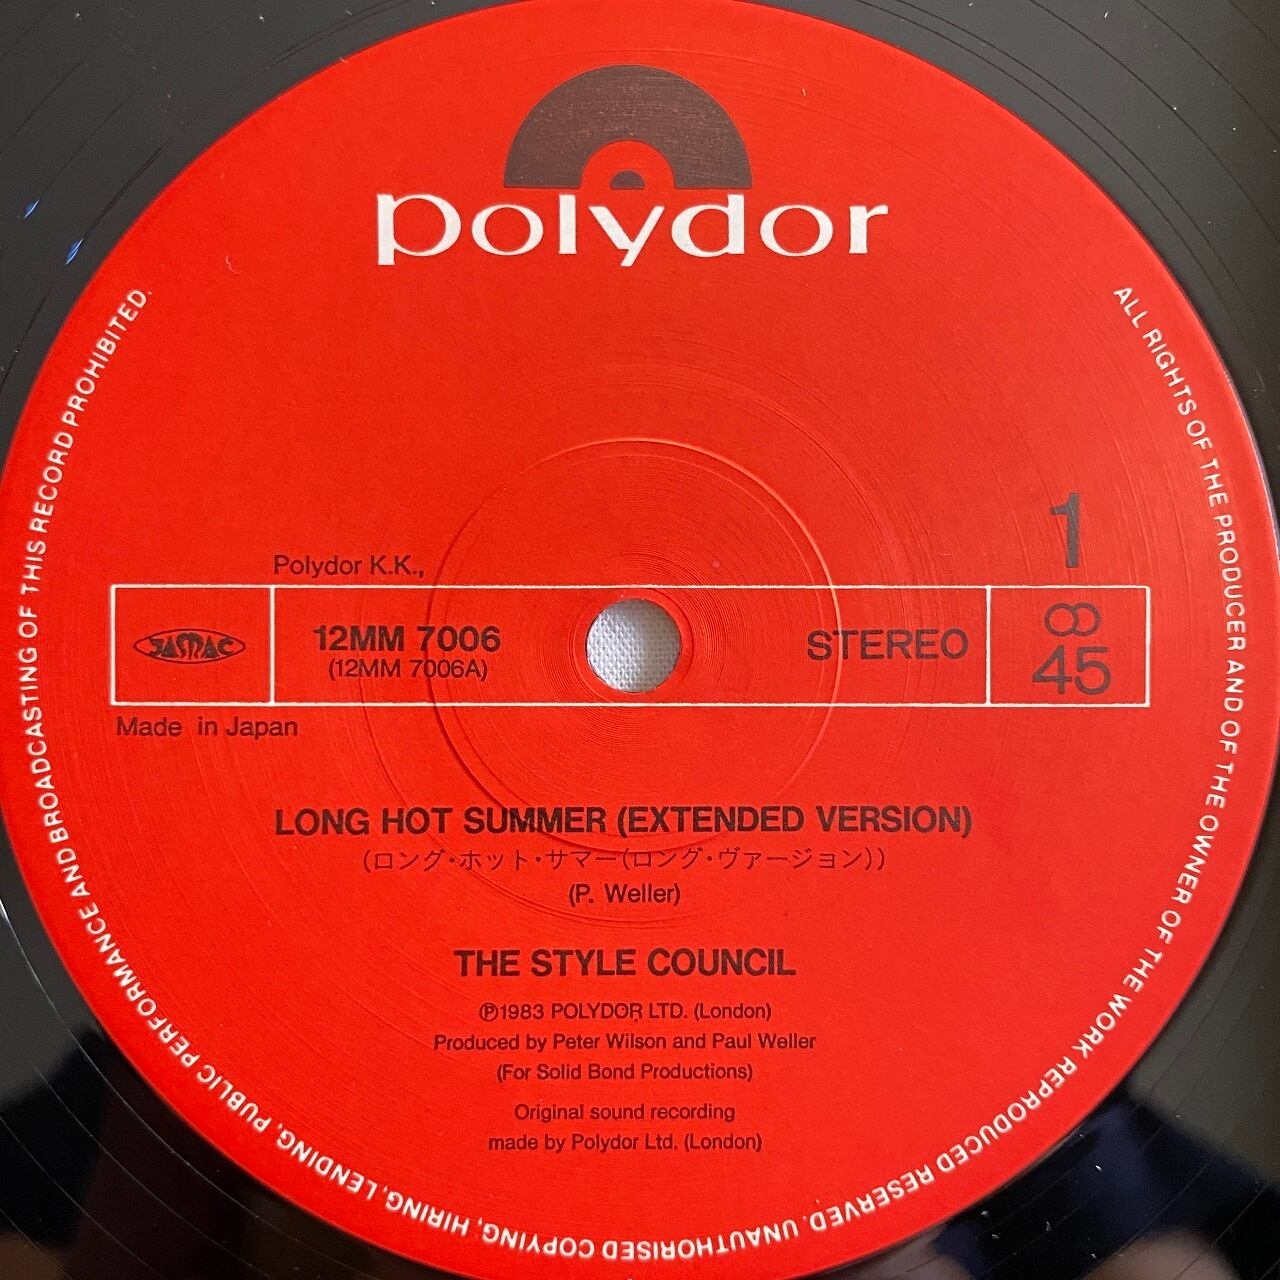 polydor
ALL RIGHTS OF THE PRODUCER AND OF THE OWNER OF THE WORK REPRODUCED RESERVED. UNAUTHORISED COPYING, HIRING, LENDING, PUBLIC PERFORMANCE AND BROADCASTING OF THIS RECORD PROHIBITED.
1
Polydor K.K.,
JASRAC
12MM 7006
(12MM 7006A)
STEREO
8
45
Made in Japan
LONG HOT SUMMER (EXTENDED VERSION)
(ロング・ホット・サマー(ロング・ヴァージョン))
(P. Weller)
THE STYLE COUNCIL
℗1983 POLYDOR LTD. (London)
Produced by Peter Wilson and Paul Weller
(For Solid Bond Productions)
Original sound recording
made by Polydor Ltd. (London)